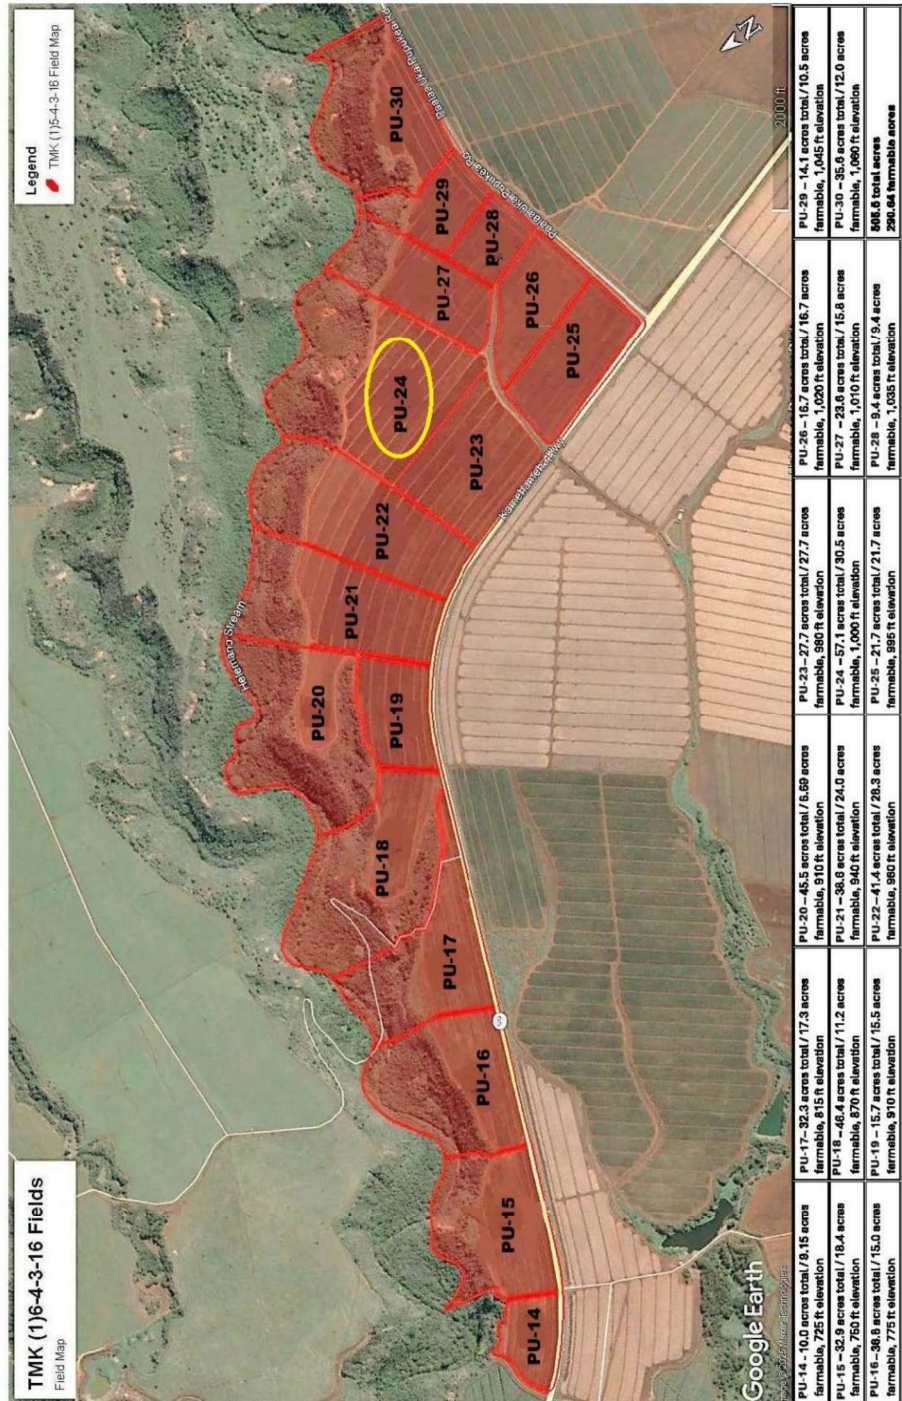 TMK (1)6-4-3-16 Fields
Field Map
Legend
TMK (1)5-4-3-16 Field Map
Helemano Stream
PU-14
PU-15
PU-16
PU-17
PU-18
PU-19
PU-20
PU-21
PU-22
PU-23
PU-24
PU-25
PU-26
PU-27
PU-28
PU-29
PU-30
Paalaa Uka Pupukea Rd
Paalaa Uka Pupukea Rd
Paalaa Uka Pupukea Rd
Kamehameha Hwy
N
2000 ft
Google Earth
PU-14 - 10.0 acres total / 8.15 acres
farmable, 725 ft elevation
PU-15 – 32.9 acres total / 18.4 acres
farmable, 750 ft elevation
PU-16 – 38.8 acres total / 15.0 acres
farmable, 775 ft elevation
PU-17 – 32.3 acres total / 17.3 acres
farmable, 815 ft elevation
PU-18 – 46.4 acres total / 11.2 acres
farmable, 870 ft elevation
PU-19 – 15.7 acres total / 15.5 acres
farmable, 910 ft elevation
PU-20 – 45.5 acres total / 6.69 acres
farmable, 910 ft elevation
PU-21 – 38.8 acres total / 24.0 acres
farmable, 940 ft elevation
PU-22 – 41.4 acres total / 28.3 acres
farmable, 960 ft elevation
PU-23 – 27.7 acres total / 27.7 acres
farmable, 980 ft elevation
PU-24 – 57.1 acres total / 30.5 acres
farmable, 1,000 ft elevation
PU-25 – 21.7 acres total / 21.7 acres
farmable, 995 ft elevation
PU-26 – 16.7 acres total / 16.7 acres
farmable, 1,020 ft elevation
PU-27 – 23.8 acres total / 15.8 acres
farmable, 1,010 ft elevation
PU-28 – 9.4 acres total / 9.4 acres
farmable, 1,035 ft elevation
PU-29 – 14.1 acres total / 10.5 acres
farmable, 1,045 ft elevation
PU-30 – 35.6 acres total / 12.0 acres
farmable, 1,060 ft elevation
total acres
farmable acres